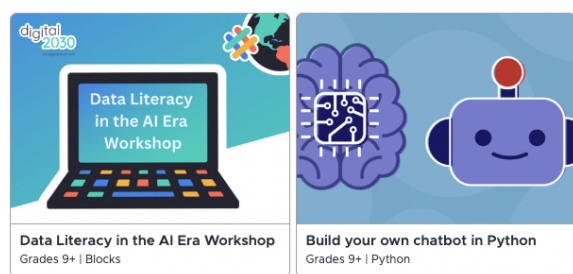 digital
2030
Data Literacy
in the AI Era
Workshop
Data Literacy in the AI Era Workshop
Grades 9+ | Blocks
Build your own chatbot in Python
Grades 9+ | Python